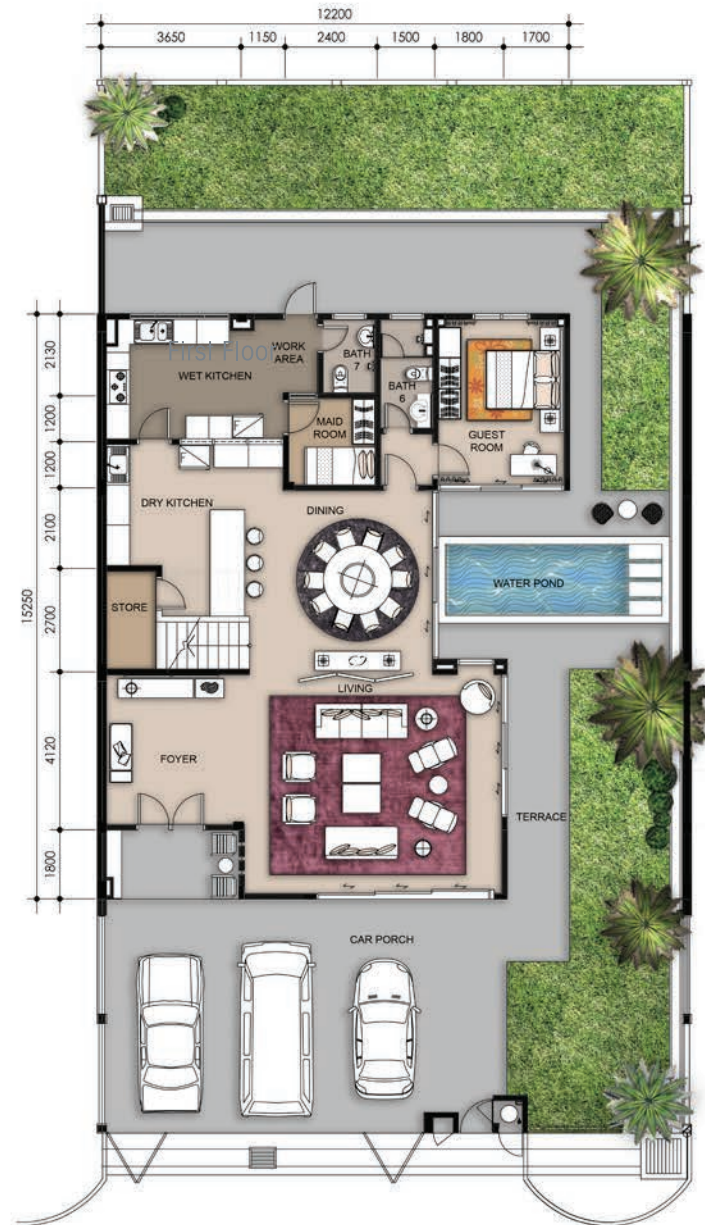 12200
3650
1150
2400
1500
1800
1700
15250
2130
1200
1200
2100
2700
4120
1800
First Floor
WORK
AREA
WET KITCHEN
BATH
7
BATH
6
MAID
ROOM
GUEST
ROOM
DRY KITCHEN
DINING
WATER POND
STORE
LIVING
FOYER
TERRACE
CAR PORCH